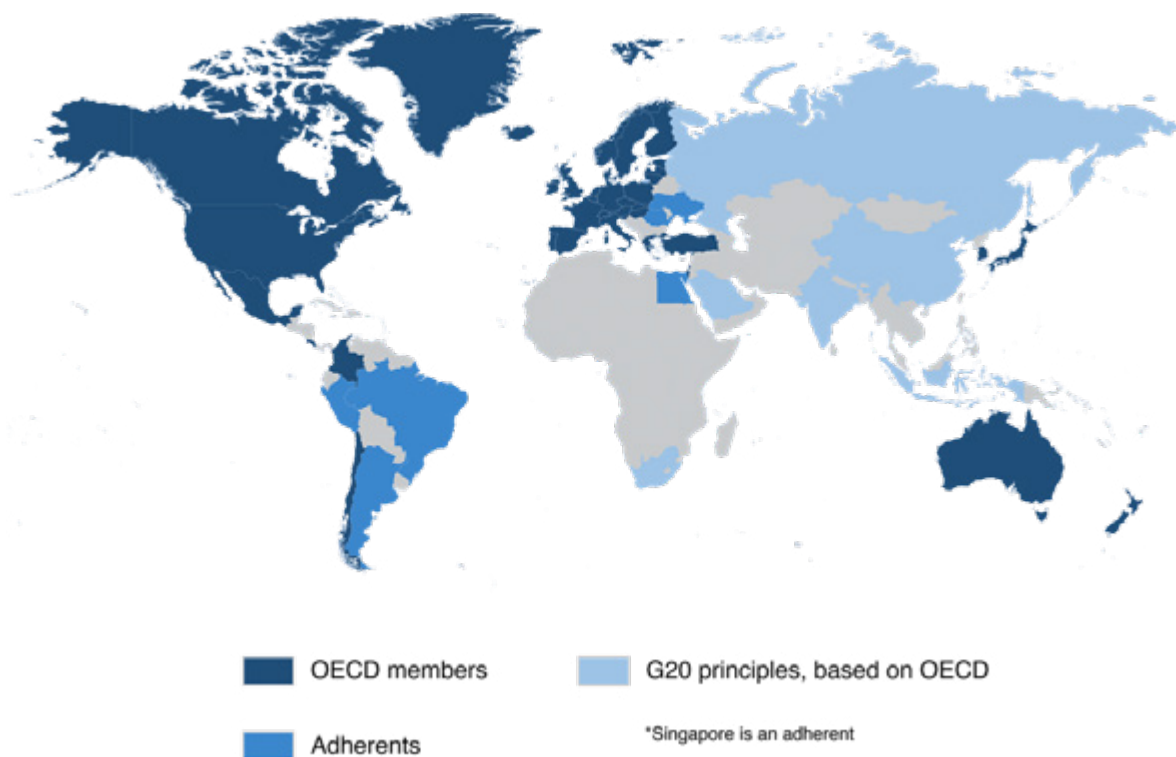 OECD members
G20 principles, based on OECD
Adherents
*Singapore is an adherent